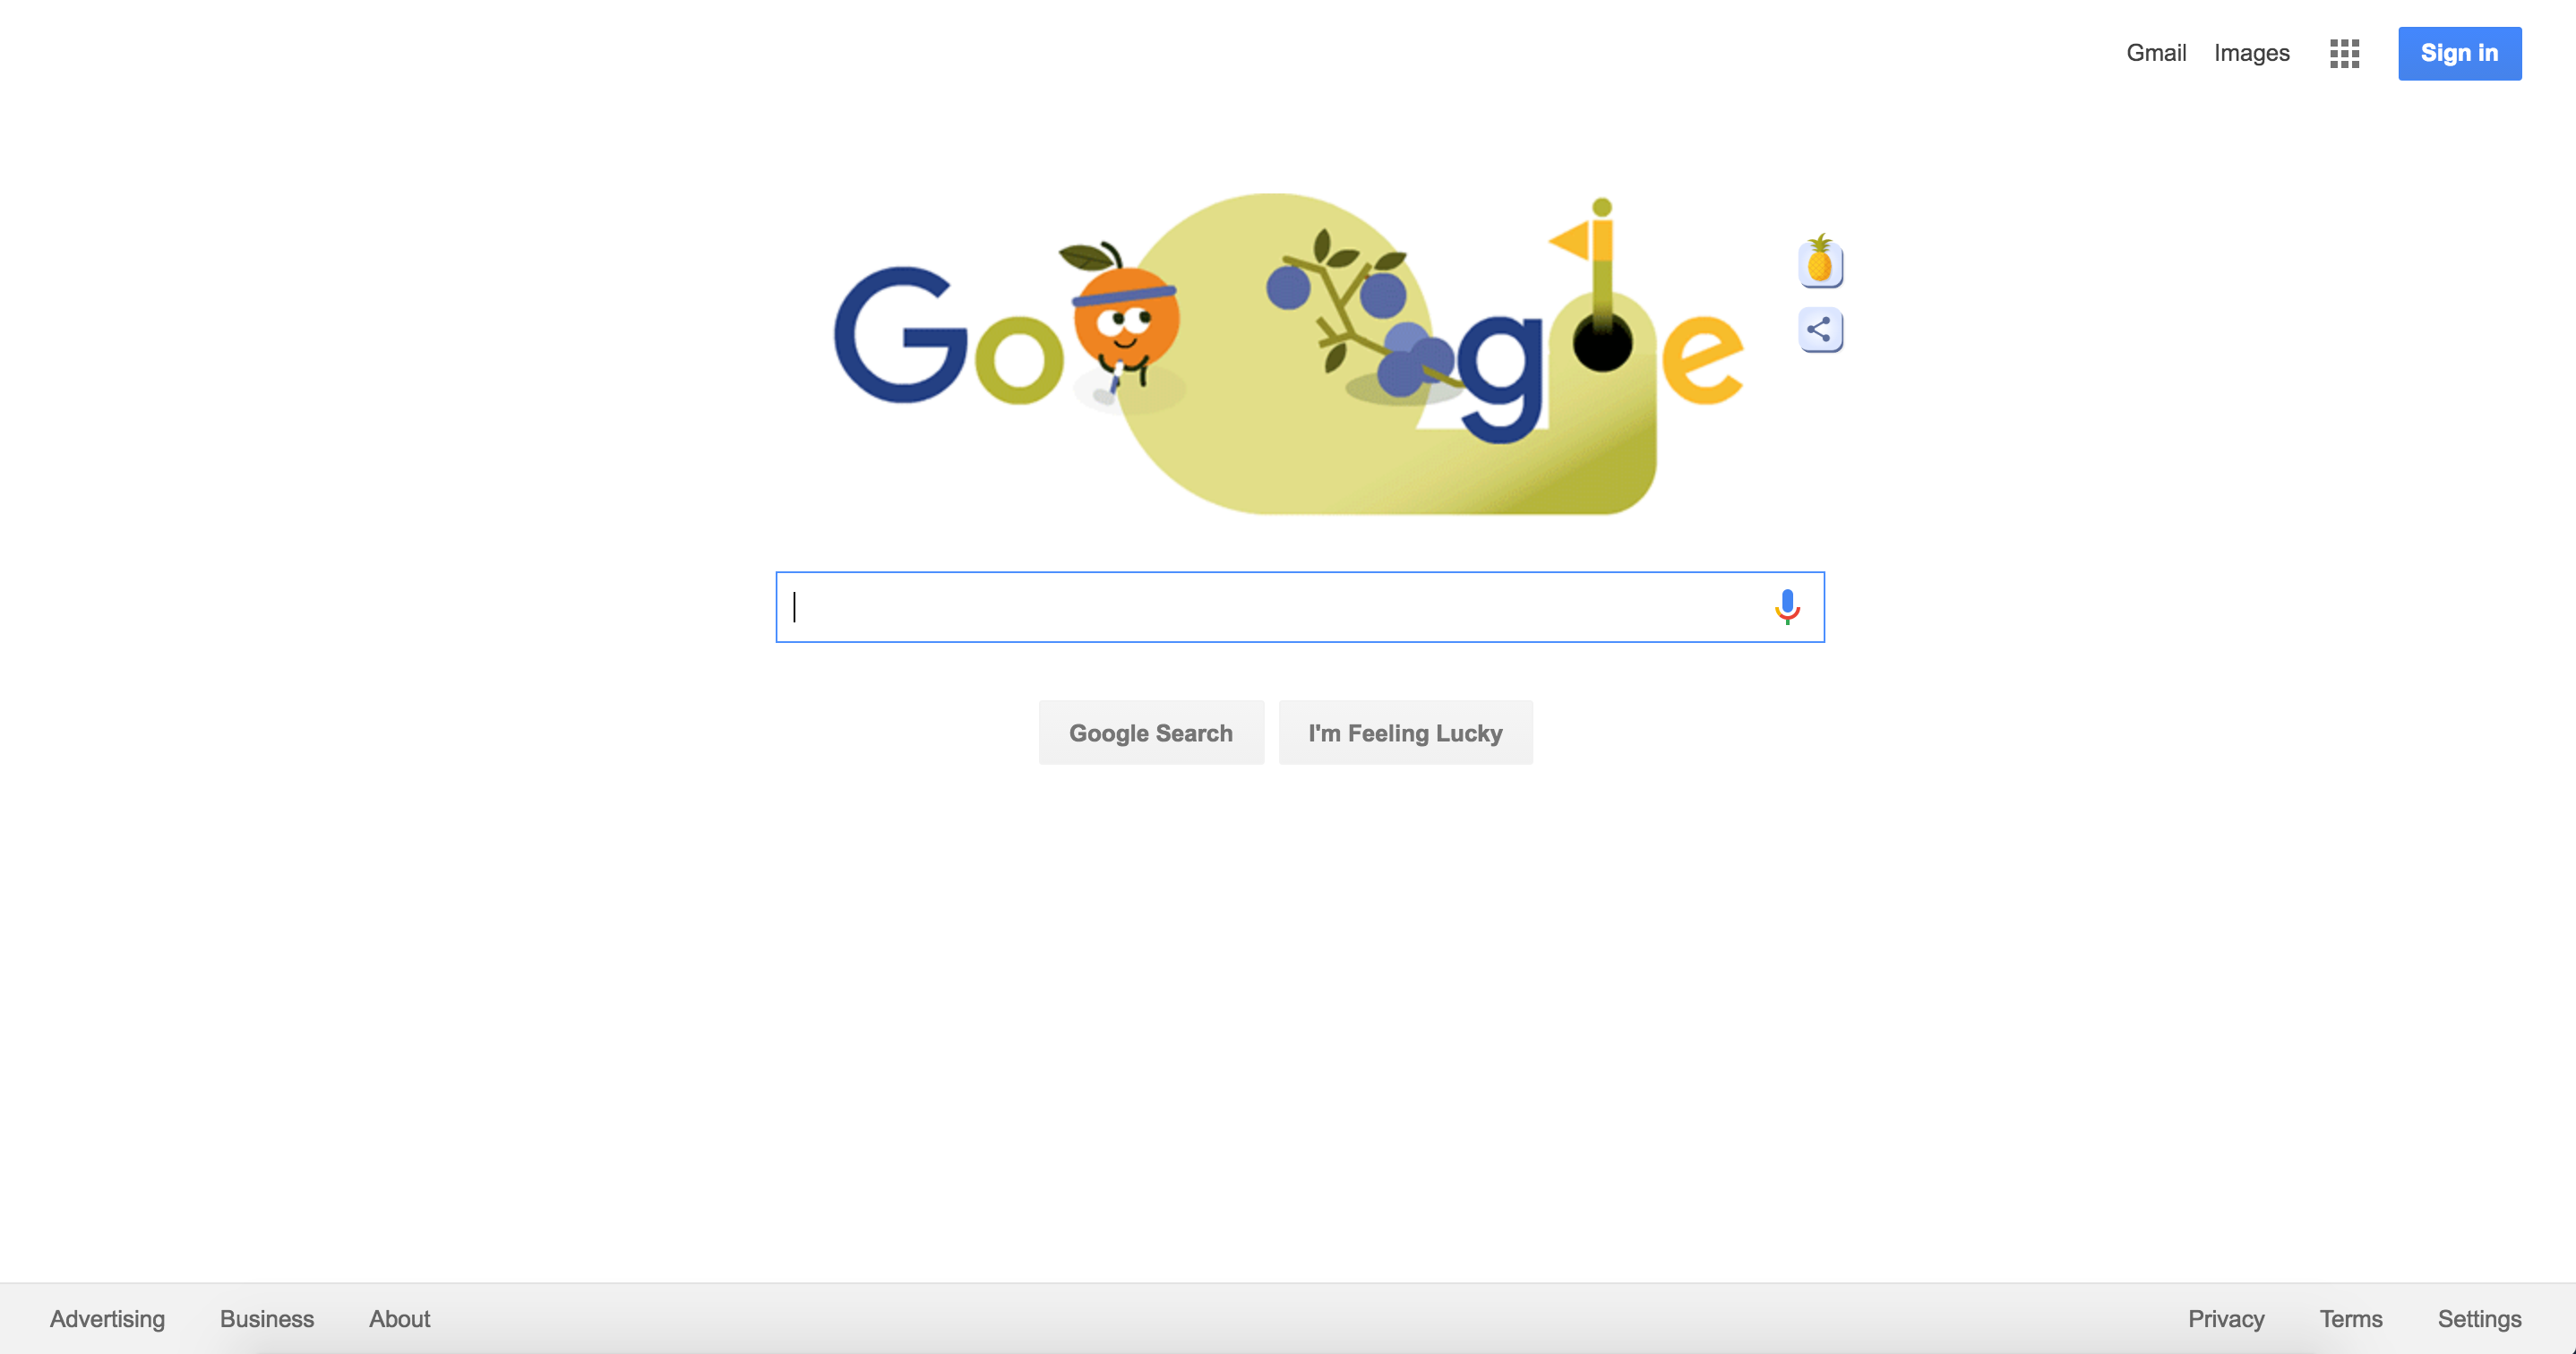 Gmail Images Sign in
Google
Google Search I'm Feeling Lucky
Advertising Business About Privacy Terms Settings